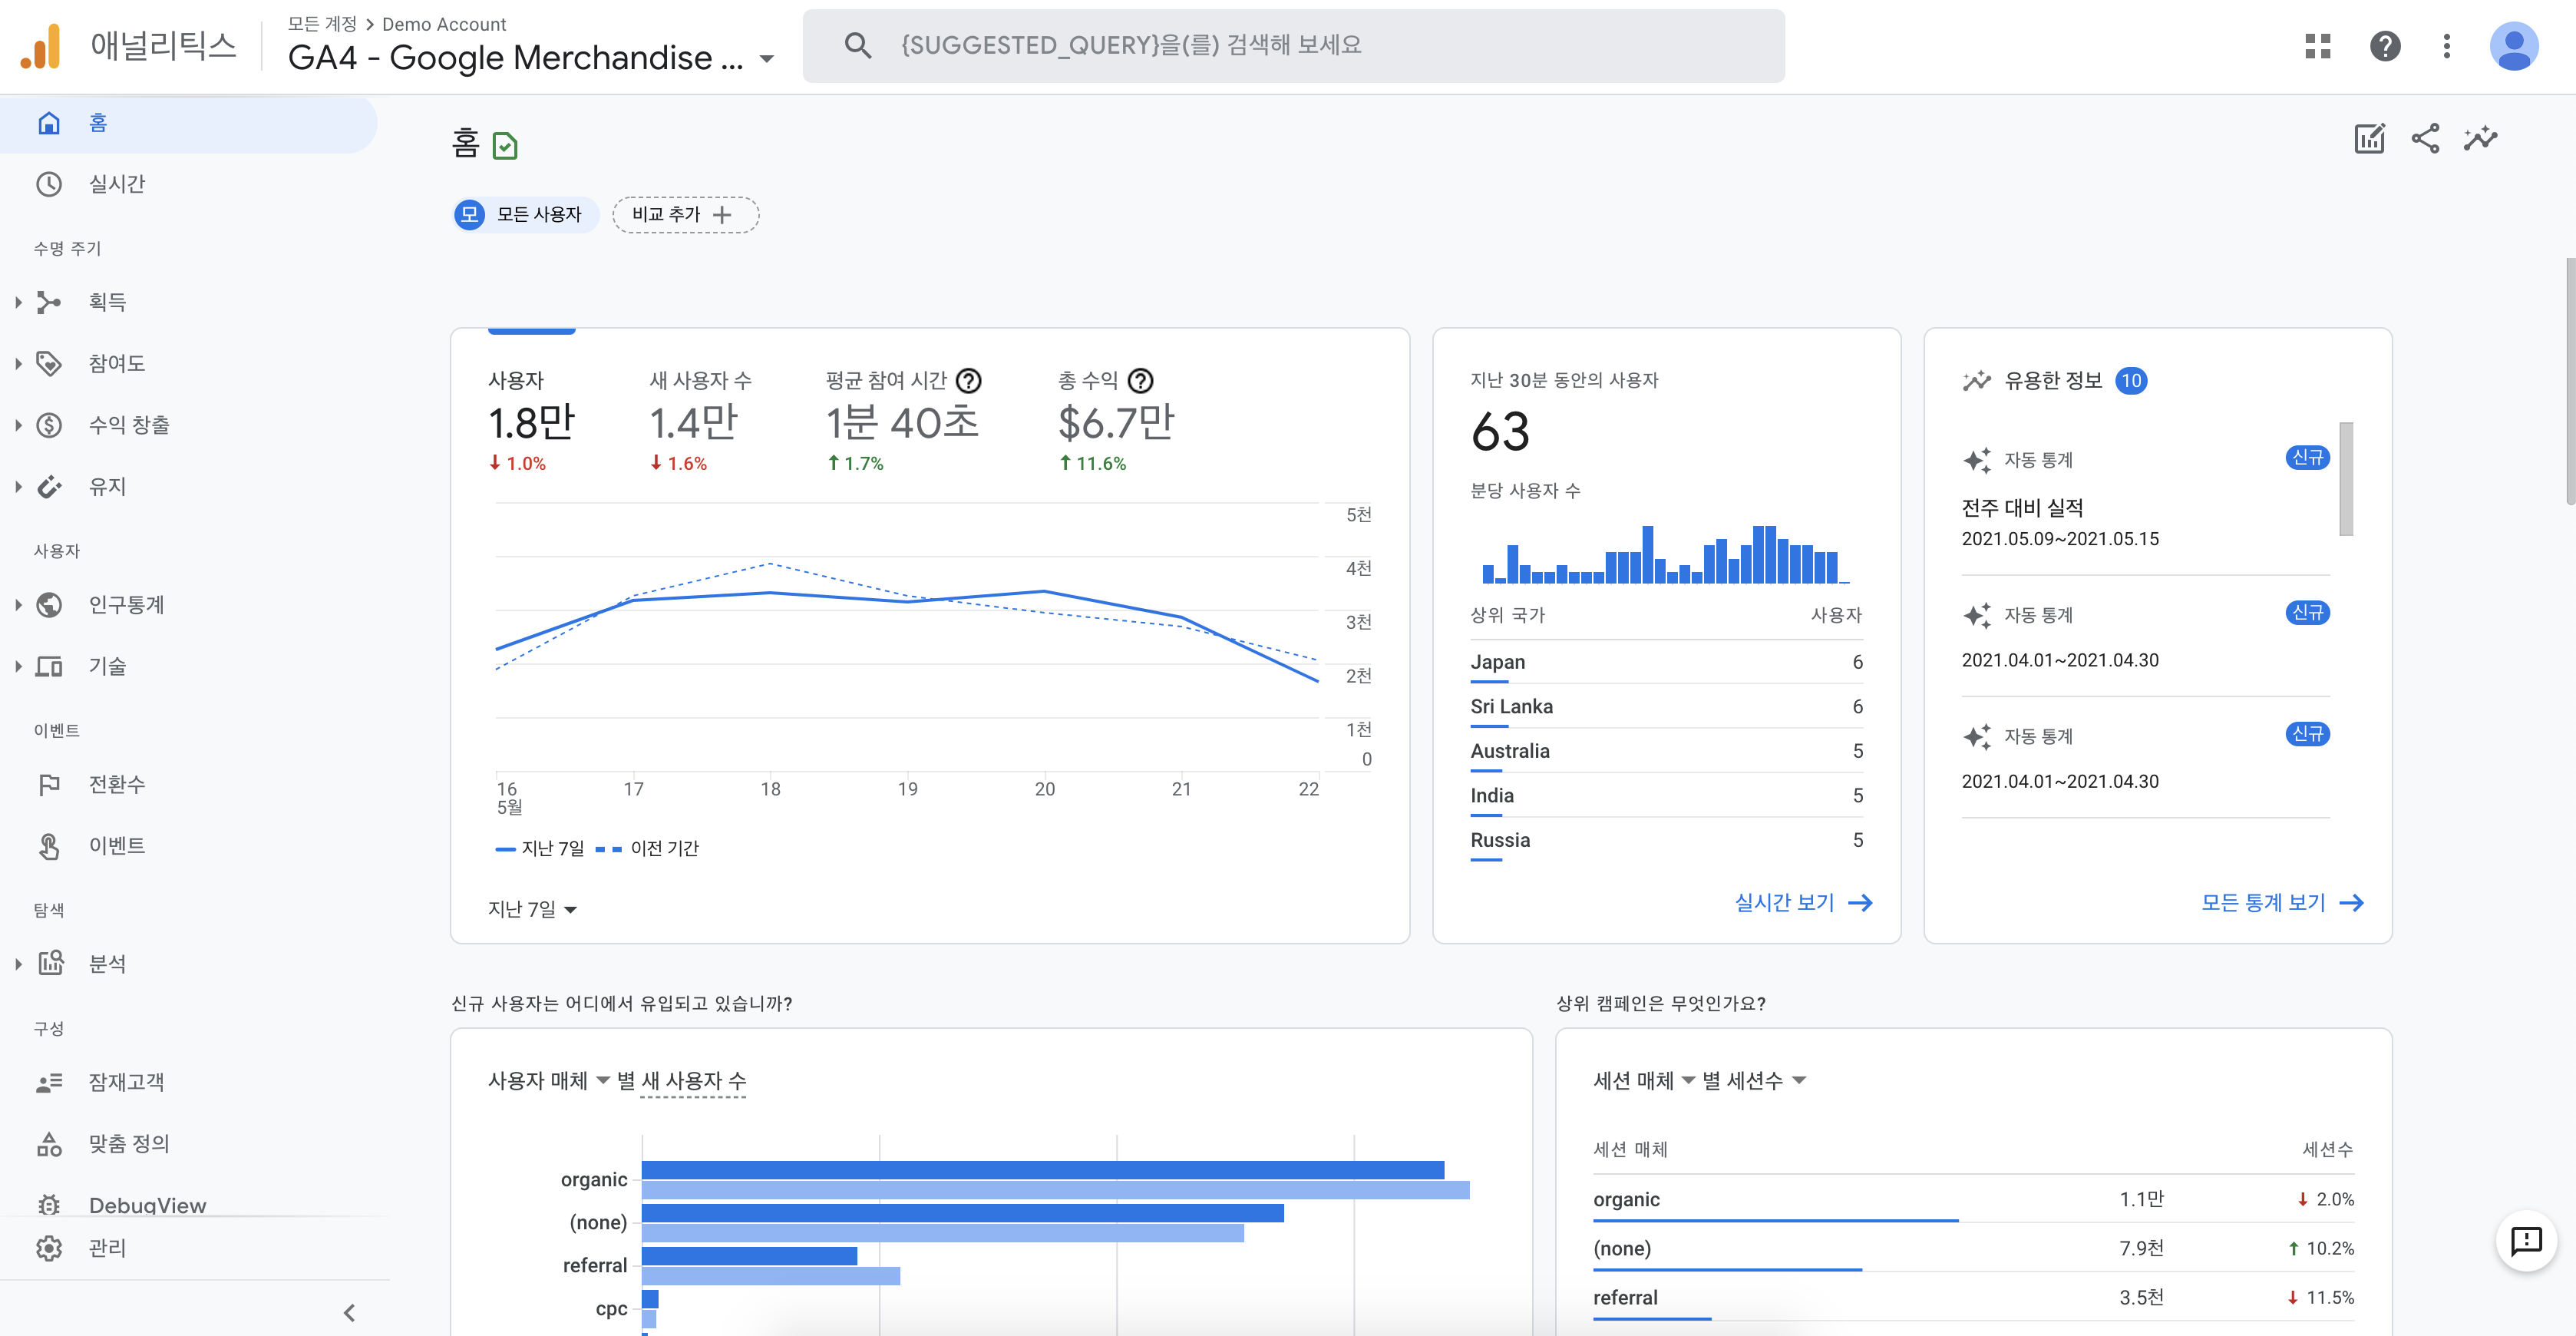 애널리틱스
모든 계정 > Demo Account
GA4 - Google Merchandise ...
{SUGGESTED_QUERY}을(를) 검색해 보세요
홈
실시간
수명 주기
획득
참여도
수익 창출
유지
사용자
인구통계
기술
이벤트
전환수
이벤트
탐색
분석
구성
잠재고객
맞춤 정의
DebugView
관리
홈
모 모든 사용자
비교 추가 +
사용자
1.8만
↓ 1.0%
새 사용자 수
1.4만
↓ 1.6%
평균 참여 시간
1분 40초
↑ 1.7%
총 수익
$6.7만
↑ 11.6%
5천
4천
3천
2천
1천
0
16 17 18 19 20 21 22
5월
지난 7일 이전 기간
지난 7일
지난 30분 동안의 사용자
63
분당 사용자 수
상위 국가 사용자
Japan 6
Sri Lanka 6
Australia 5
India 5
Russia 5
실시간 보기 →
유용한 정보 10
자동 통계 신규
전주 대비 실적
2021.05.09~2021.05.15
자동 통계 신규
2021.04.01~2021.04.30
자동 통계 신규
2021.04.01~2021.04.30
모든 통계 보기 →
신규 사용자는 어디에서 유입되고 있습니까?
사용자 매체 별 새 사용자 수
organic
(none)
referral
cpc
상위 캠페인은 무엇인가요?
세션 매체 별 세션수
세션 매체 세션수
organic 1.1만 ↓ 2.0%
(none) 7.9천 ↑ 10.2%
referral 3.5천 ↓ 11.5%